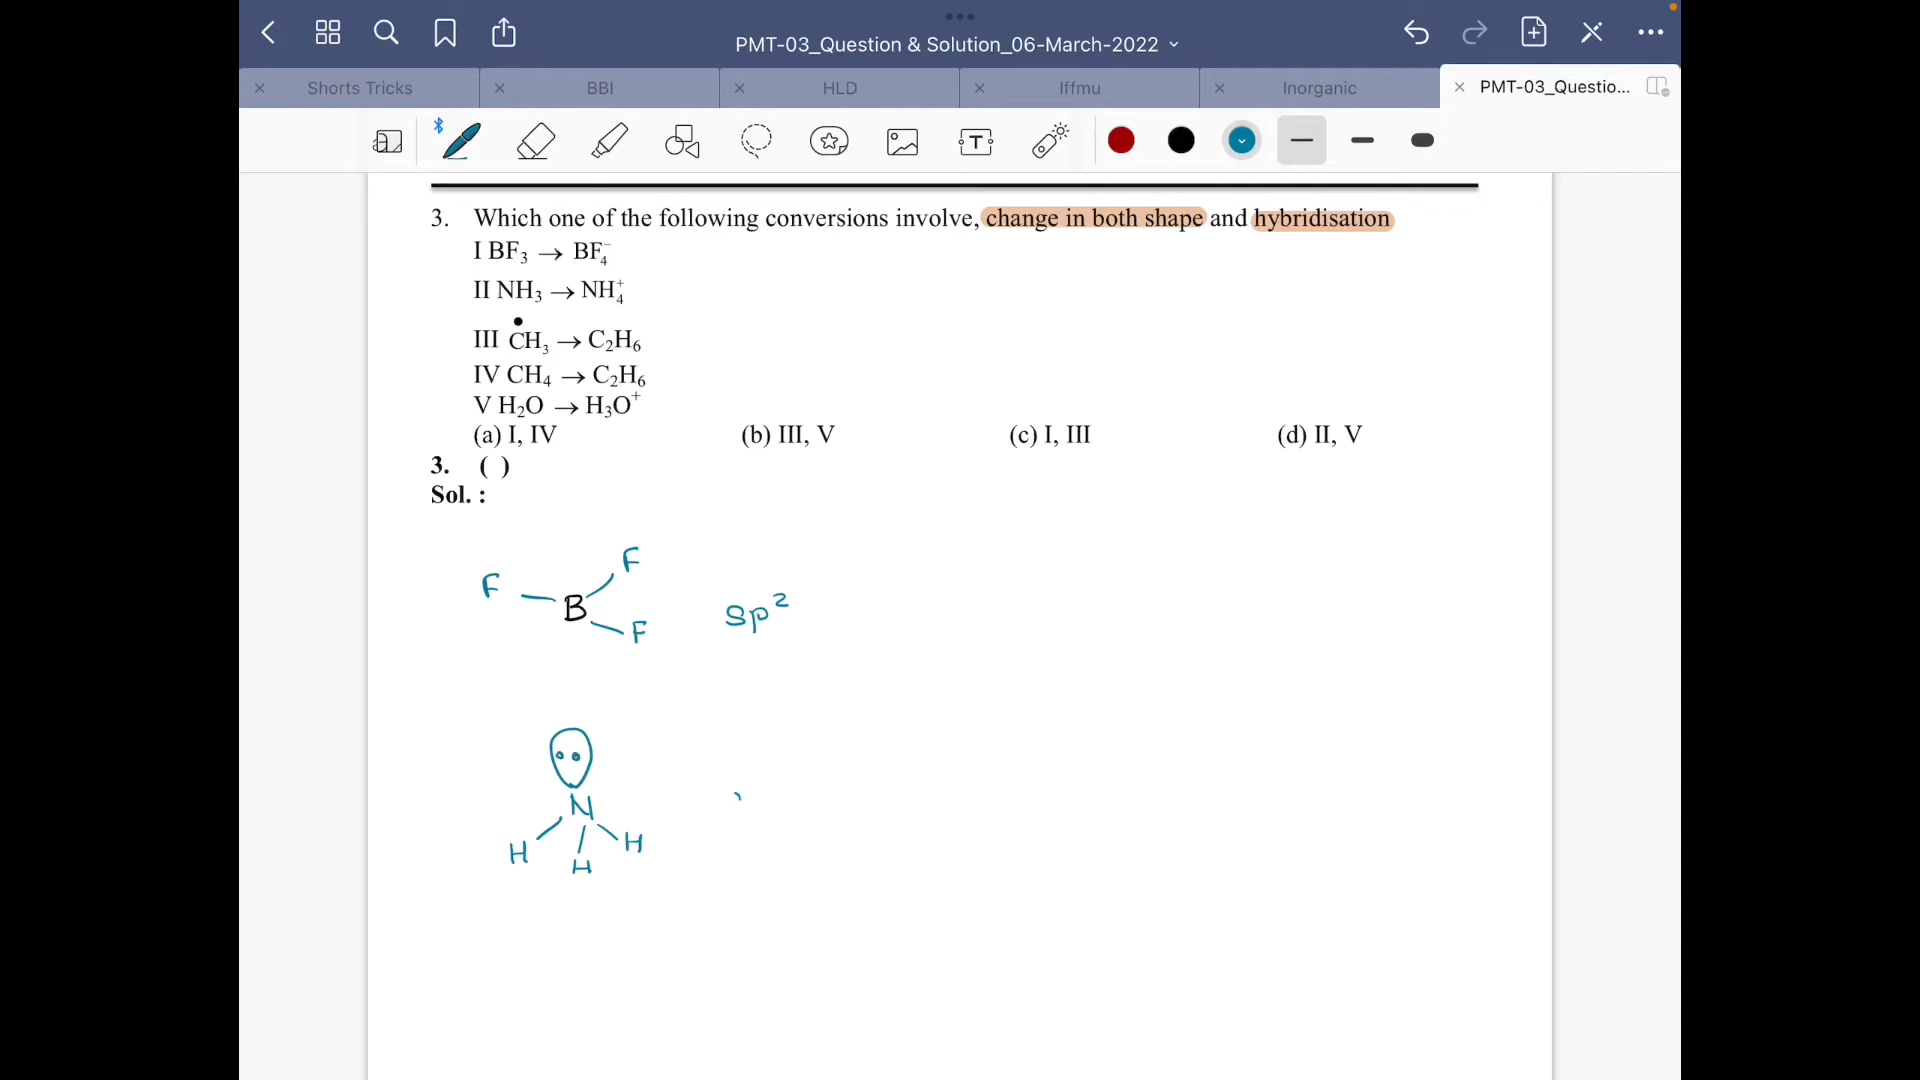 PMT-03_Question & Solution_06-March-2022
Shorts Tricks
BBI
HLD
Iffmu
Inorganic
PMT-03_Questio...
T
3. Which one of the following conversions involve, change in both shape and hybridisation
I BF₃ → BF₄⁻
II NH₃ → NH₄⁺
III ĊH₃ → C₂H₆
IV CH₄ → C₂H₆
V H₂O → H₃O⁺
(a) I, IV (b) III, V (c) I, III (d) II, V
3. ( )
Sol. :
F
F
B
F
Sp²
N
H
H
H